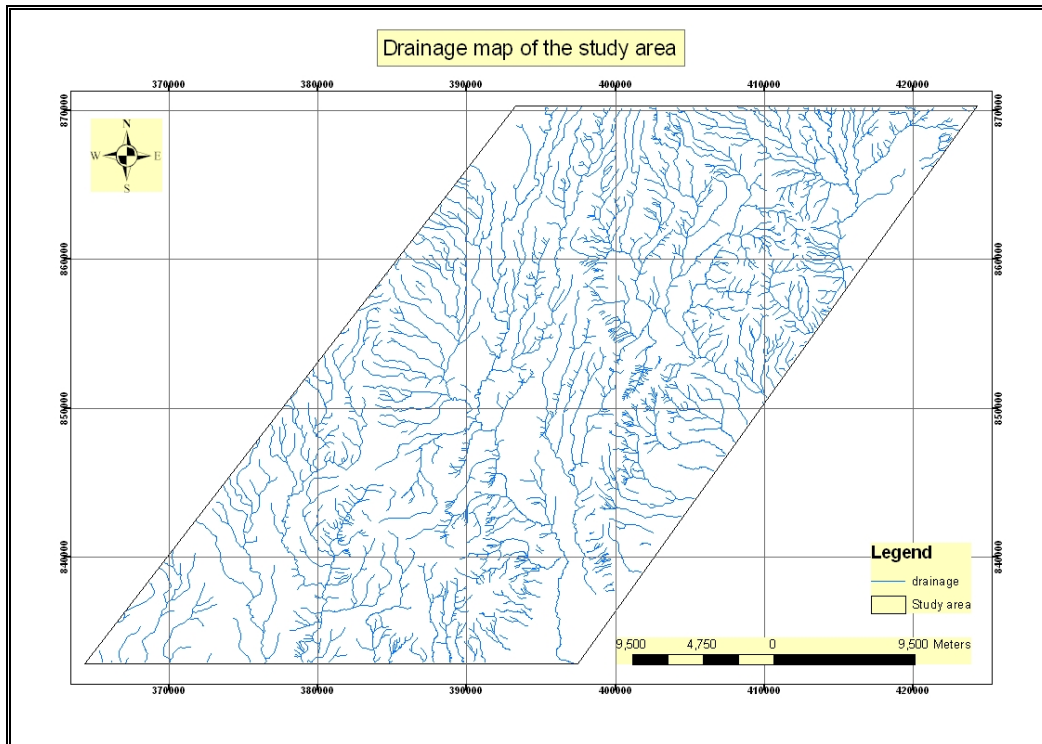 Drainage map of the study area
370000 380000 390000 400000 410000 420000
870000 870000
N
W E
S
860000 860000
850000 850000
840000 840000
Legend
drainage
Study area
9,500 4,750 0 9,500 Meters
370000 380000 390000 400000 410000 420000